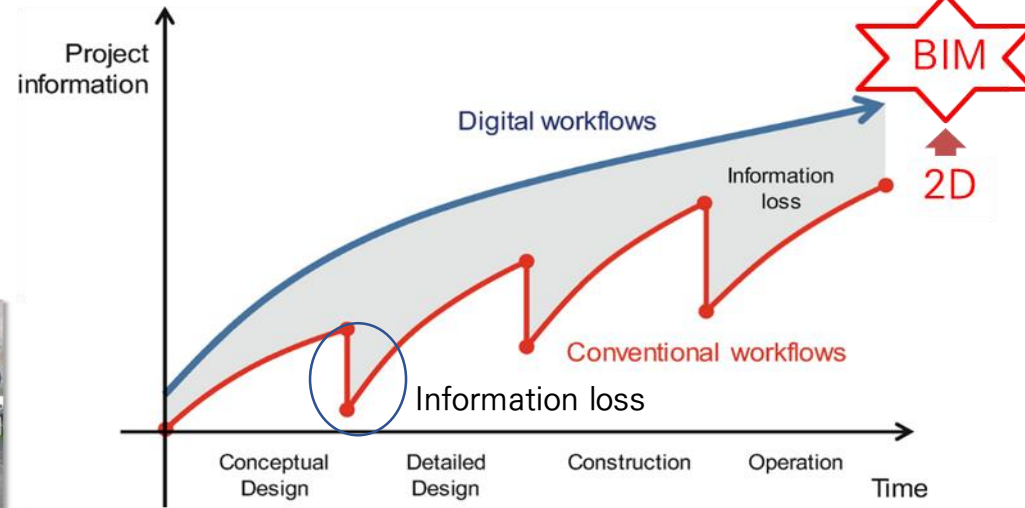 Project
information
BIM
Digital workflows
Information
loss
2D
Conventional workflows
Information loss
Conceptual
Design
Detailed
Design
Construction
Operation
Time